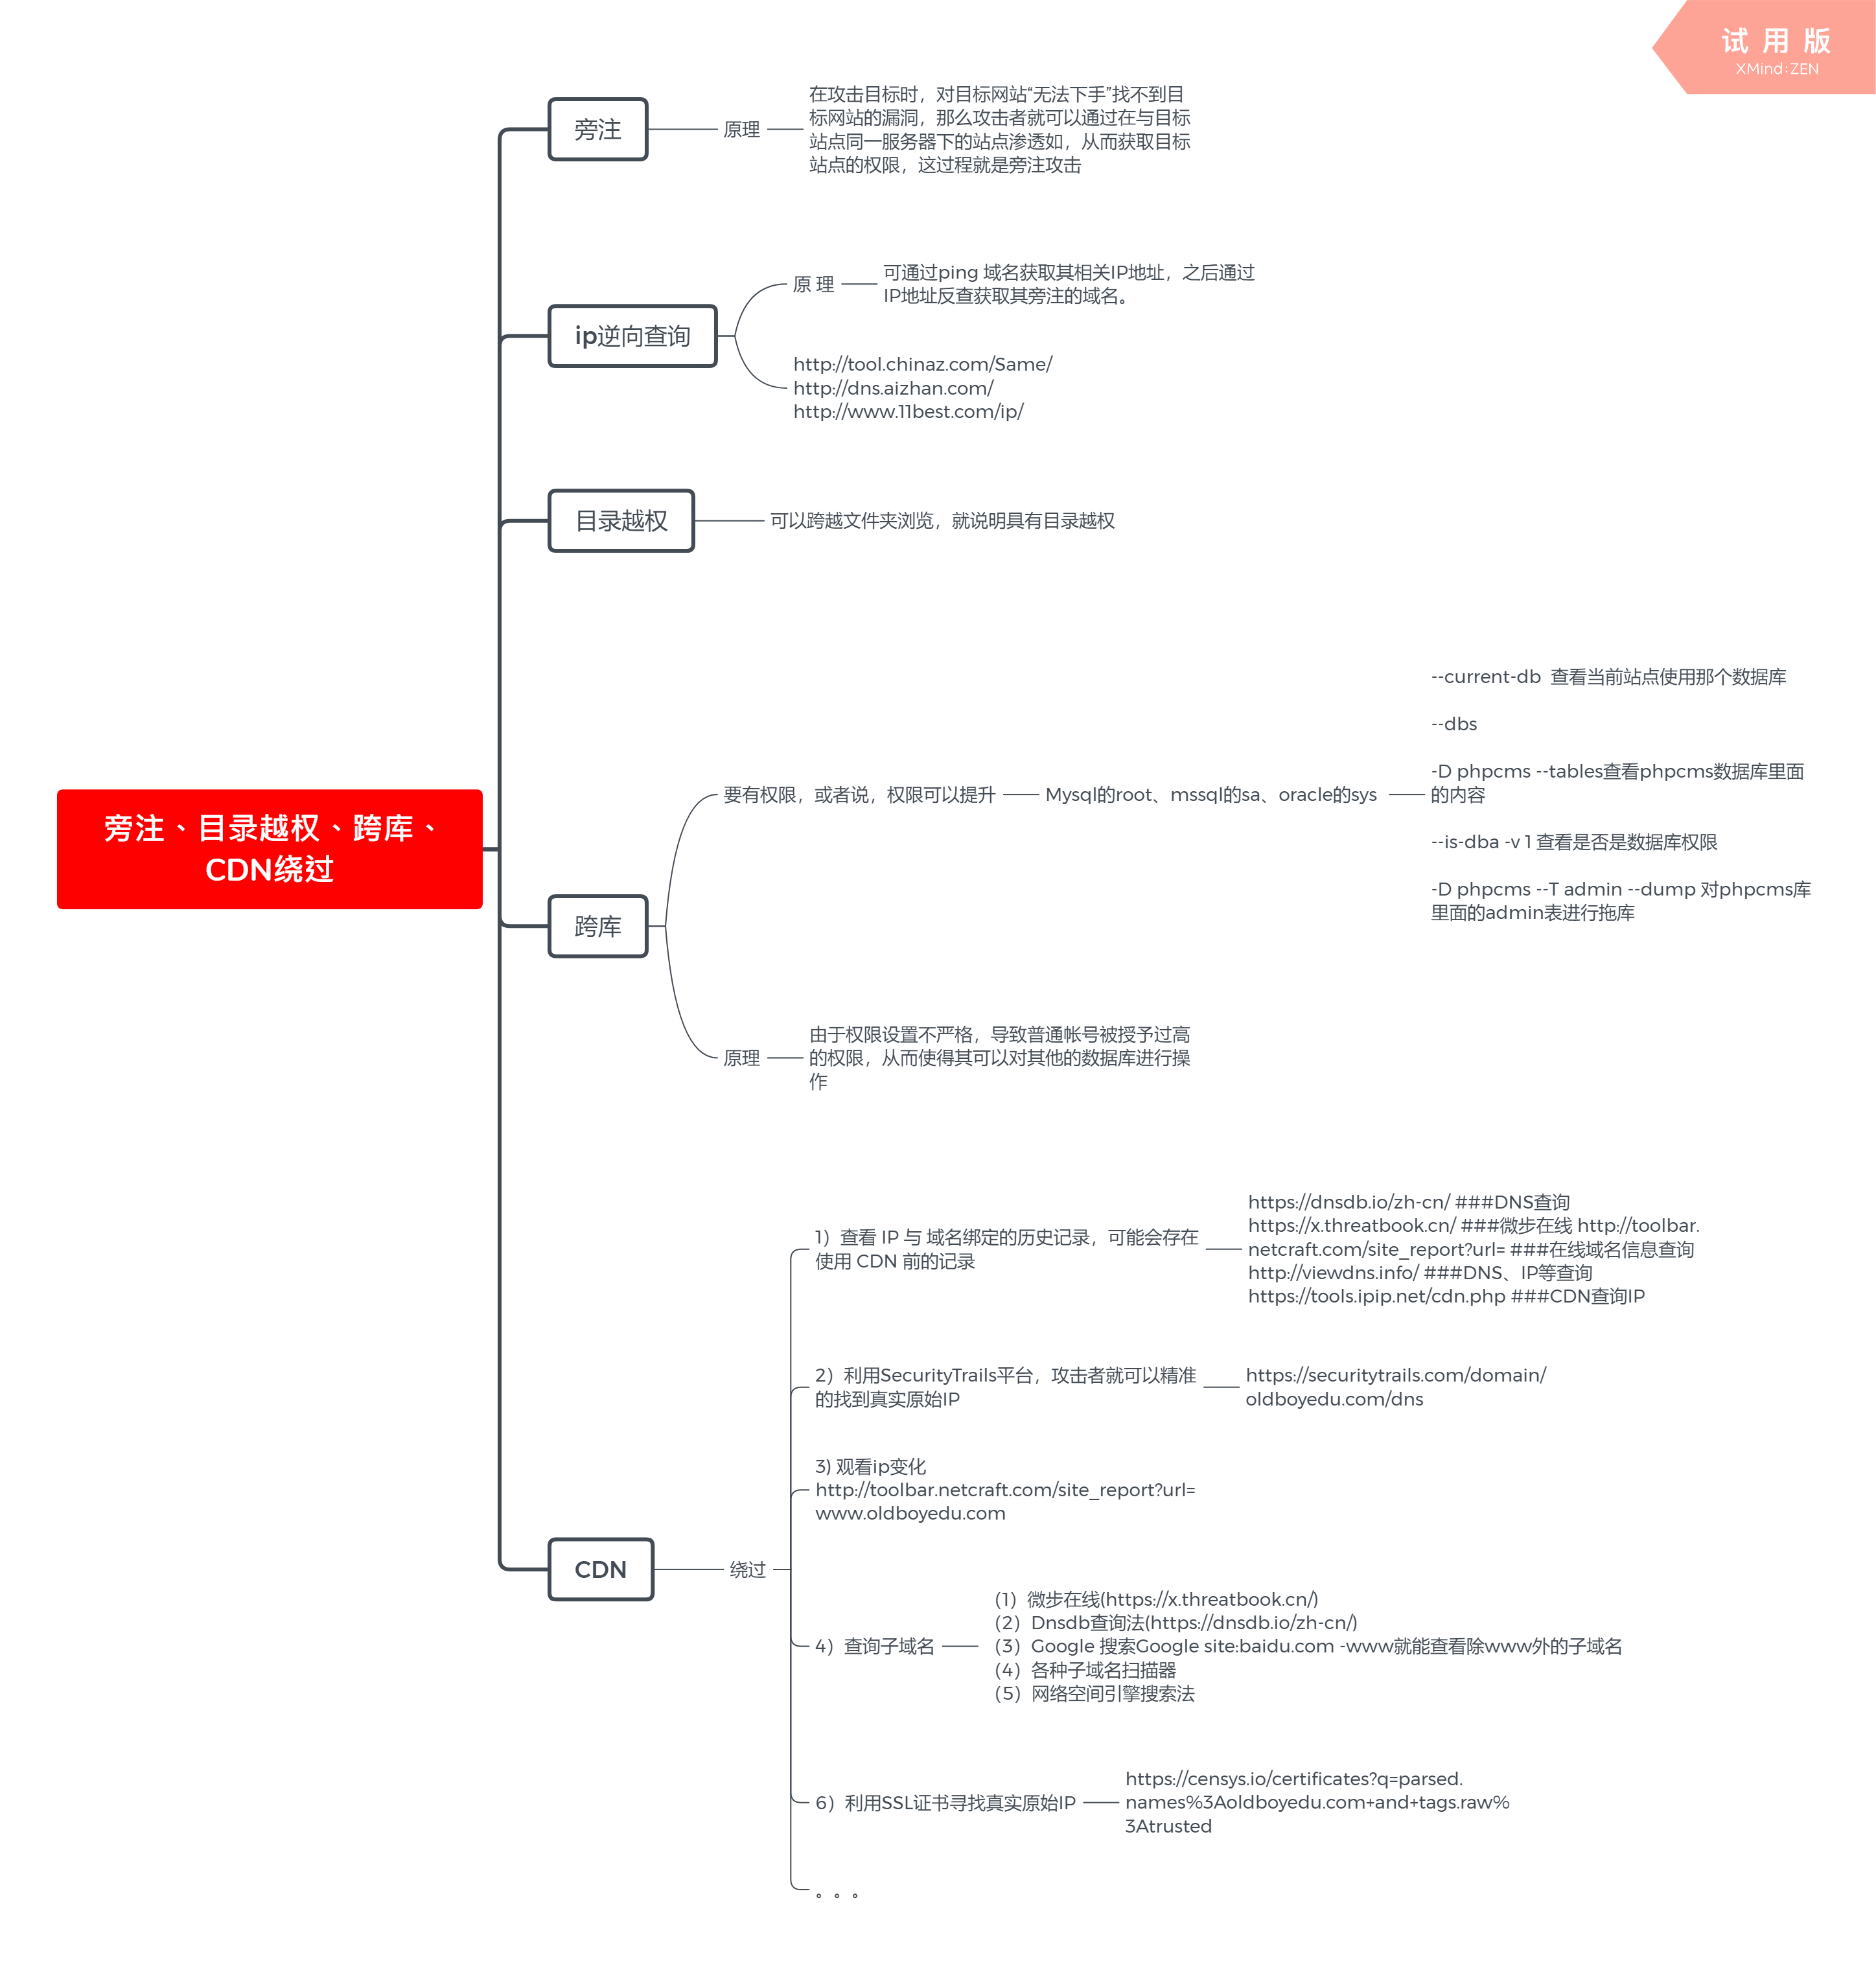 试用版
XMind:ZEN
旁注
原理
在攻击目标时，对目标网站“无法下手”找不到目
标网站的漏洞，那么攻击者就可以通过在与目标
站点同一服务器下的站点渗透如，从而获取目标
站点的权限，这过程就是旁注攻击
ip逆向查询
原 理
可通过ping 域名获取其相关IP地址，之后通过
IP地址反查获取其旁注的域名。
http://tool.chinaz.com/Same/
http://dns.aizhan.com/
http://www.11best.com/ip/
目录越权
可以跨越文件夹浏览，就说明具有目录越权
旁注、目录越权、跨库、
CDN绕过
跨库
要有权限，或者说，权限可以提升
Mysql的root、mssql的sa、oracle的sys
--current-db 查看当前站点使用那个数据库
--dbs
-D phpcms --tables查看phpcms数据库里面
的内容
--is-dba -v 1 查看是否是数据库权限
-D phpcms --T admin --dump 对phpcms库
里面的admin表进行拖库
原理
由于权限设置不严格，导致普通帐号被授予过高
的权限，从而使得其可以对其他的数据库进行操
作
CDN
绕过
1）查看 IP 与 域名绑定的历史记录，可能会存在
使用 CDN 前的记录
https://dnsdb.io/zh-cn/ ###DNS查询
https://x.threatbook.cn/ ###微步在线 http://toolbar.
netcraft.com/site_report?url= ###在线域名信息查询
http://viewdns.info/ ###DNS、IP等查询
https://tools.ipip.net/cdn.php ###CDN查询IP
2）利用SecurityTrails平台，攻击者就可以精准
的找到真实原始IP
https://securitytrails.com/domain/
oldboyedu.com/dns
3) 观看ip变化
http://toolbar.netcraft.com/site_report?url=
www.oldboyedu.com
4）查询子域名
（1）微步在线(https://x.threatbook.cn/)
（2）Dnsdb查询法(https://dnsdb.io/zh-cn/)
（3）Google 搜索Google site:baidu.com -www就能查看除www外的子域名
（4）各种子域名扫描器
（5）网络空间引擎搜索法
6）利用SSL证书寻找真实原始IP
https://censys.io/certificates?q=parsed.
names%3Aoldboyedu.com+and+tags.raw%
3Atrusted
。。。